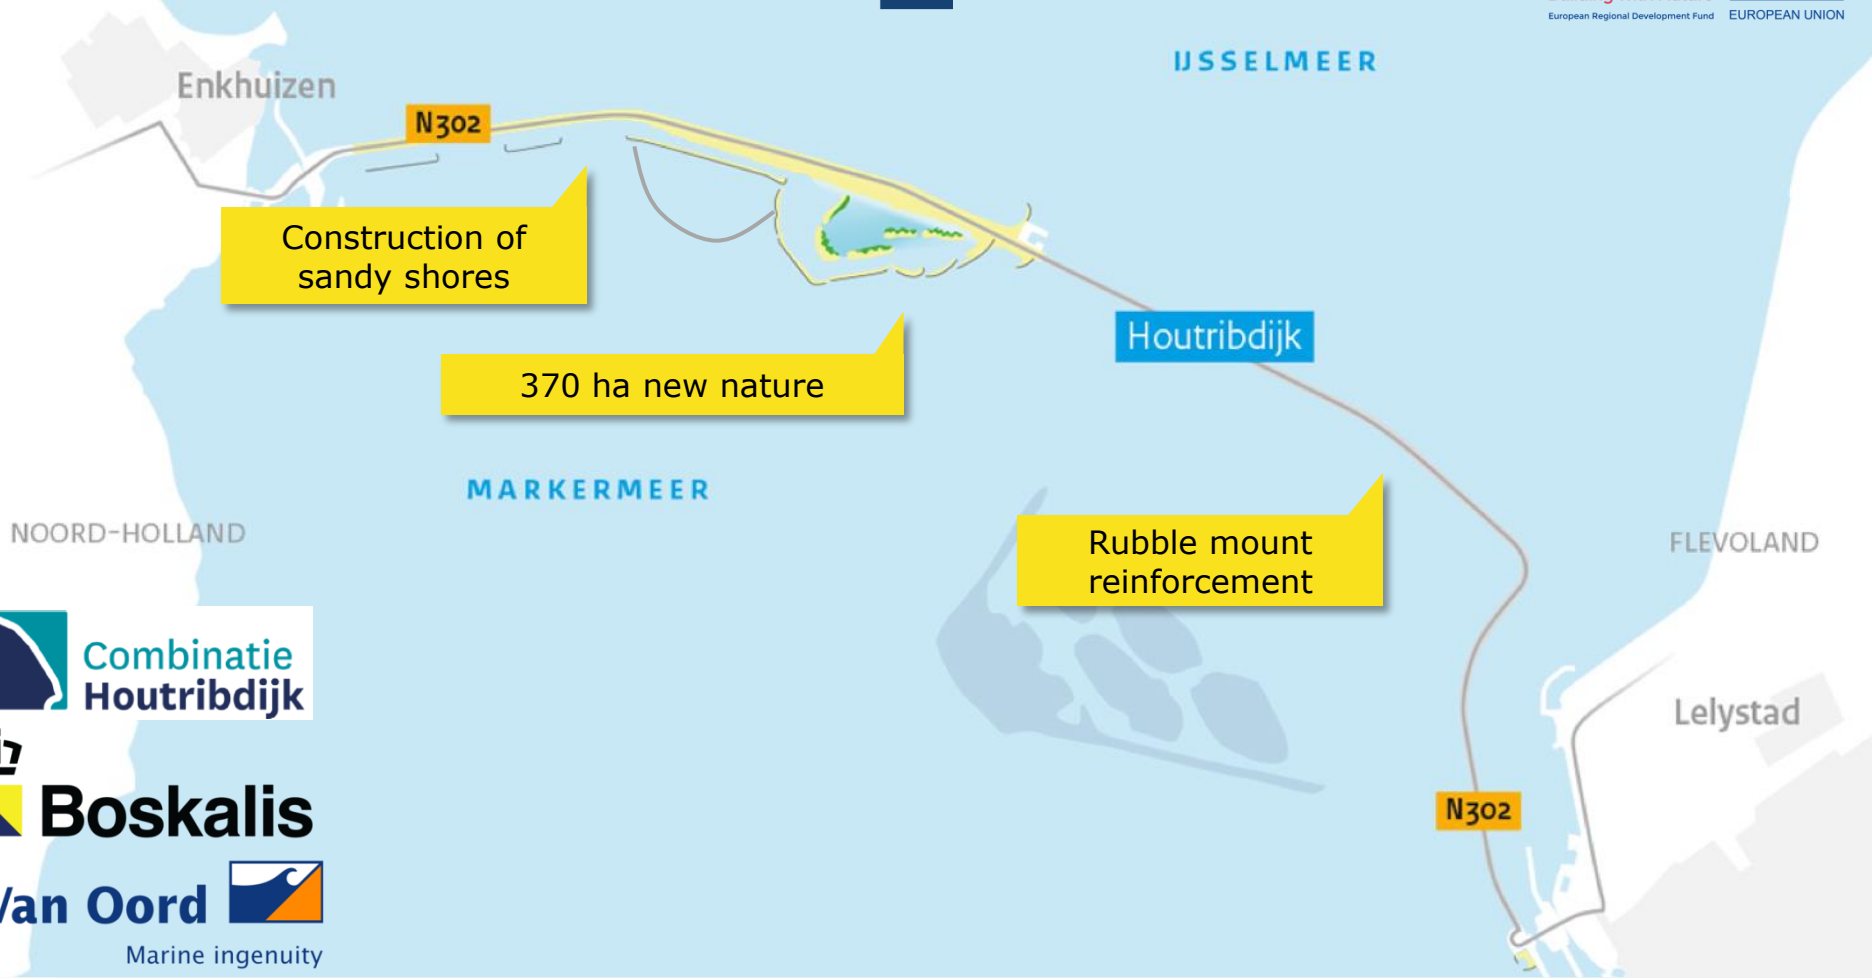 European Regional Development Fund EUROPEAN UNION
IJSSELMEER
Enkhuizen
N302
Construction of
sandy shores
Houtribdijk
370 ha new nature
MARKERMEER
NOORD-HOLLAND
Rubble mount
reinforcement
FLEVOLAND
Combinatie
Houtribdijk
Lelystad
Boskalis
N302
Van Oord
Marine ingenuity